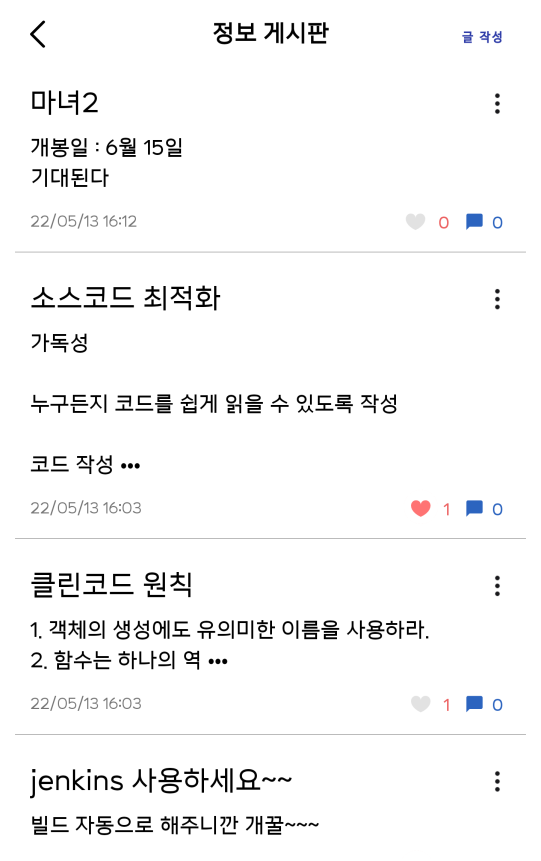 정보 게시판
글 작성
마녀2
개봉일 : 6월 15일
기대된다
22/05/13 16:12
0
0
소스코드 최적화
가독성
누구든지 코드를 쉽게 읽을 수 있도록 작성
코드 작성 •••
22/05/13 16:03
1
0
클린코드 원칙
1. 객체의 생성에도 유의미한 이름을 사용하라.
2. 함수는 하나의 역 •••
22/05/13 16:03
1
0
jenkins 사용하세요~~
빌드 자동으로 해주니깐 개꿀~~~